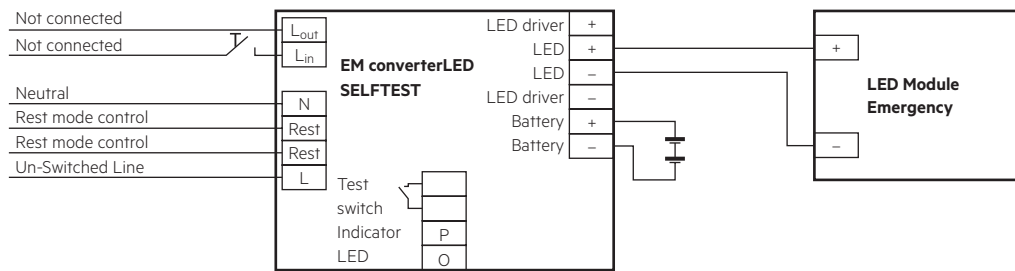 Not connected
Not connected
Neutral
Rest mode control
Rest mode control
Un-Switched Line
Lout
Lin
N
Rest
Rest
L
EM converterLED
SELFTEST
Test
switch
Indicator P
LED O
LED driver +
LED +
LED –
LED driver –
Battery +
Battery –
+
–
LED Module
Emergency